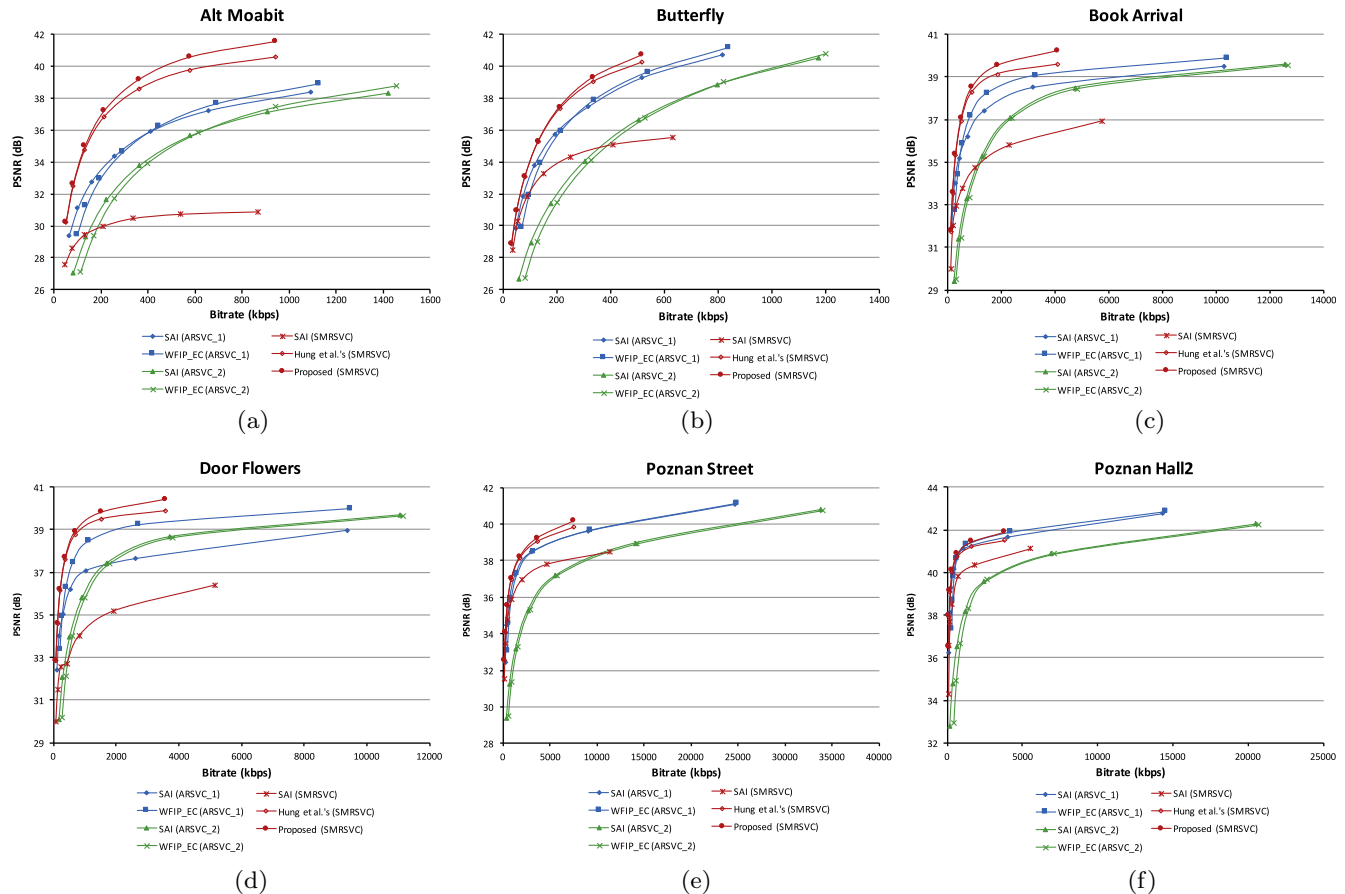 Alt Moabit
42
40
38
36
34
32
30
28
26
PSNR (dB)
0 200 400 600 800 1000 1200 1400 1600
Bitrate (kbps)
SAI (ARSVC_1) SAI (SMRSVC)
WFIP_EC (ARSVC_1) Hung et al.'s (SMRSVC)
SAI (ARSVC_2) Proposed (SMRSVC)
WFIP_EC (ARSVC_2)
(a)
Butterfly
42
40
38
36
34
32
30
28
26
PSNR (dB)
0 200 400 600 800 1000 1200 1400
Bitrate (kbps)
SAI (ARSVC_1) SAI (SMRSVC)
WFIP_EC (ARSVC_1) Hung et al.'s (SMRSVC)
SAI (ARSVC_2) Proposed (SMRSVC)
WFIP_EC (ARSVC_2)
(b)
Book Arrival
41
39
37
35
33
31
29
PSNR (dB)
0 2000 4000 6000 8000 10000 12000 14000
Bitrate (kbps)
SAI (ARSVC_1) SAI (SMRSVC)
WFIP_EC (ARSVC_1) Hung et al.'s (SMRSVC)
SAI (ARSVC_2) Proposed (SMRSVC)
WFIP_EC (ARSVC_2)
(c)
Door Flowers
41
39
37
35
33
31
29
PSNR (dB)
0 2000 4000 6000 8000 10000 12000
Bitrate (kbps)
SAI (ARSVC_1) SAI (SMRSVC)
WFIP_EC (ARSVC_1) Hung et al.'s (SMRSVC)
SAI (ARSVC_2) Proposed (SMRSVC)
WFIP_EC (ARSVC_2)
(d)
Poznan Street
42
40
38
36
34
32
30
28
PSNR (dB)
0 5000 10000 15000 20000 25000 30000 35000 40000
Bitrate (kbps)
SAI (ARSVC_1) SAI (SMRSVC)
WFIP_EC (ARSVC_1) Hung et al.'s (SMRSVC)
SAI (ARSVC_2) Proposed (SMRSVC)
WFIP_EC (ARSVC_2)
(e)
Poznan Hall2
44
42
40
38
36
34
32
PSNR (dB)
0 5000 10000 15000 20000 25000
Bitrate (kbps)
SAI (ARSVC_1) SAI (SMRSVC)
WFIP_EC (ARSVC_1) Hung et al.'s (SMRSVC)
SAI (ARSVC_2) Proposed (SMRSVC)
WFIP_EC (ARSVC_2)
(f)